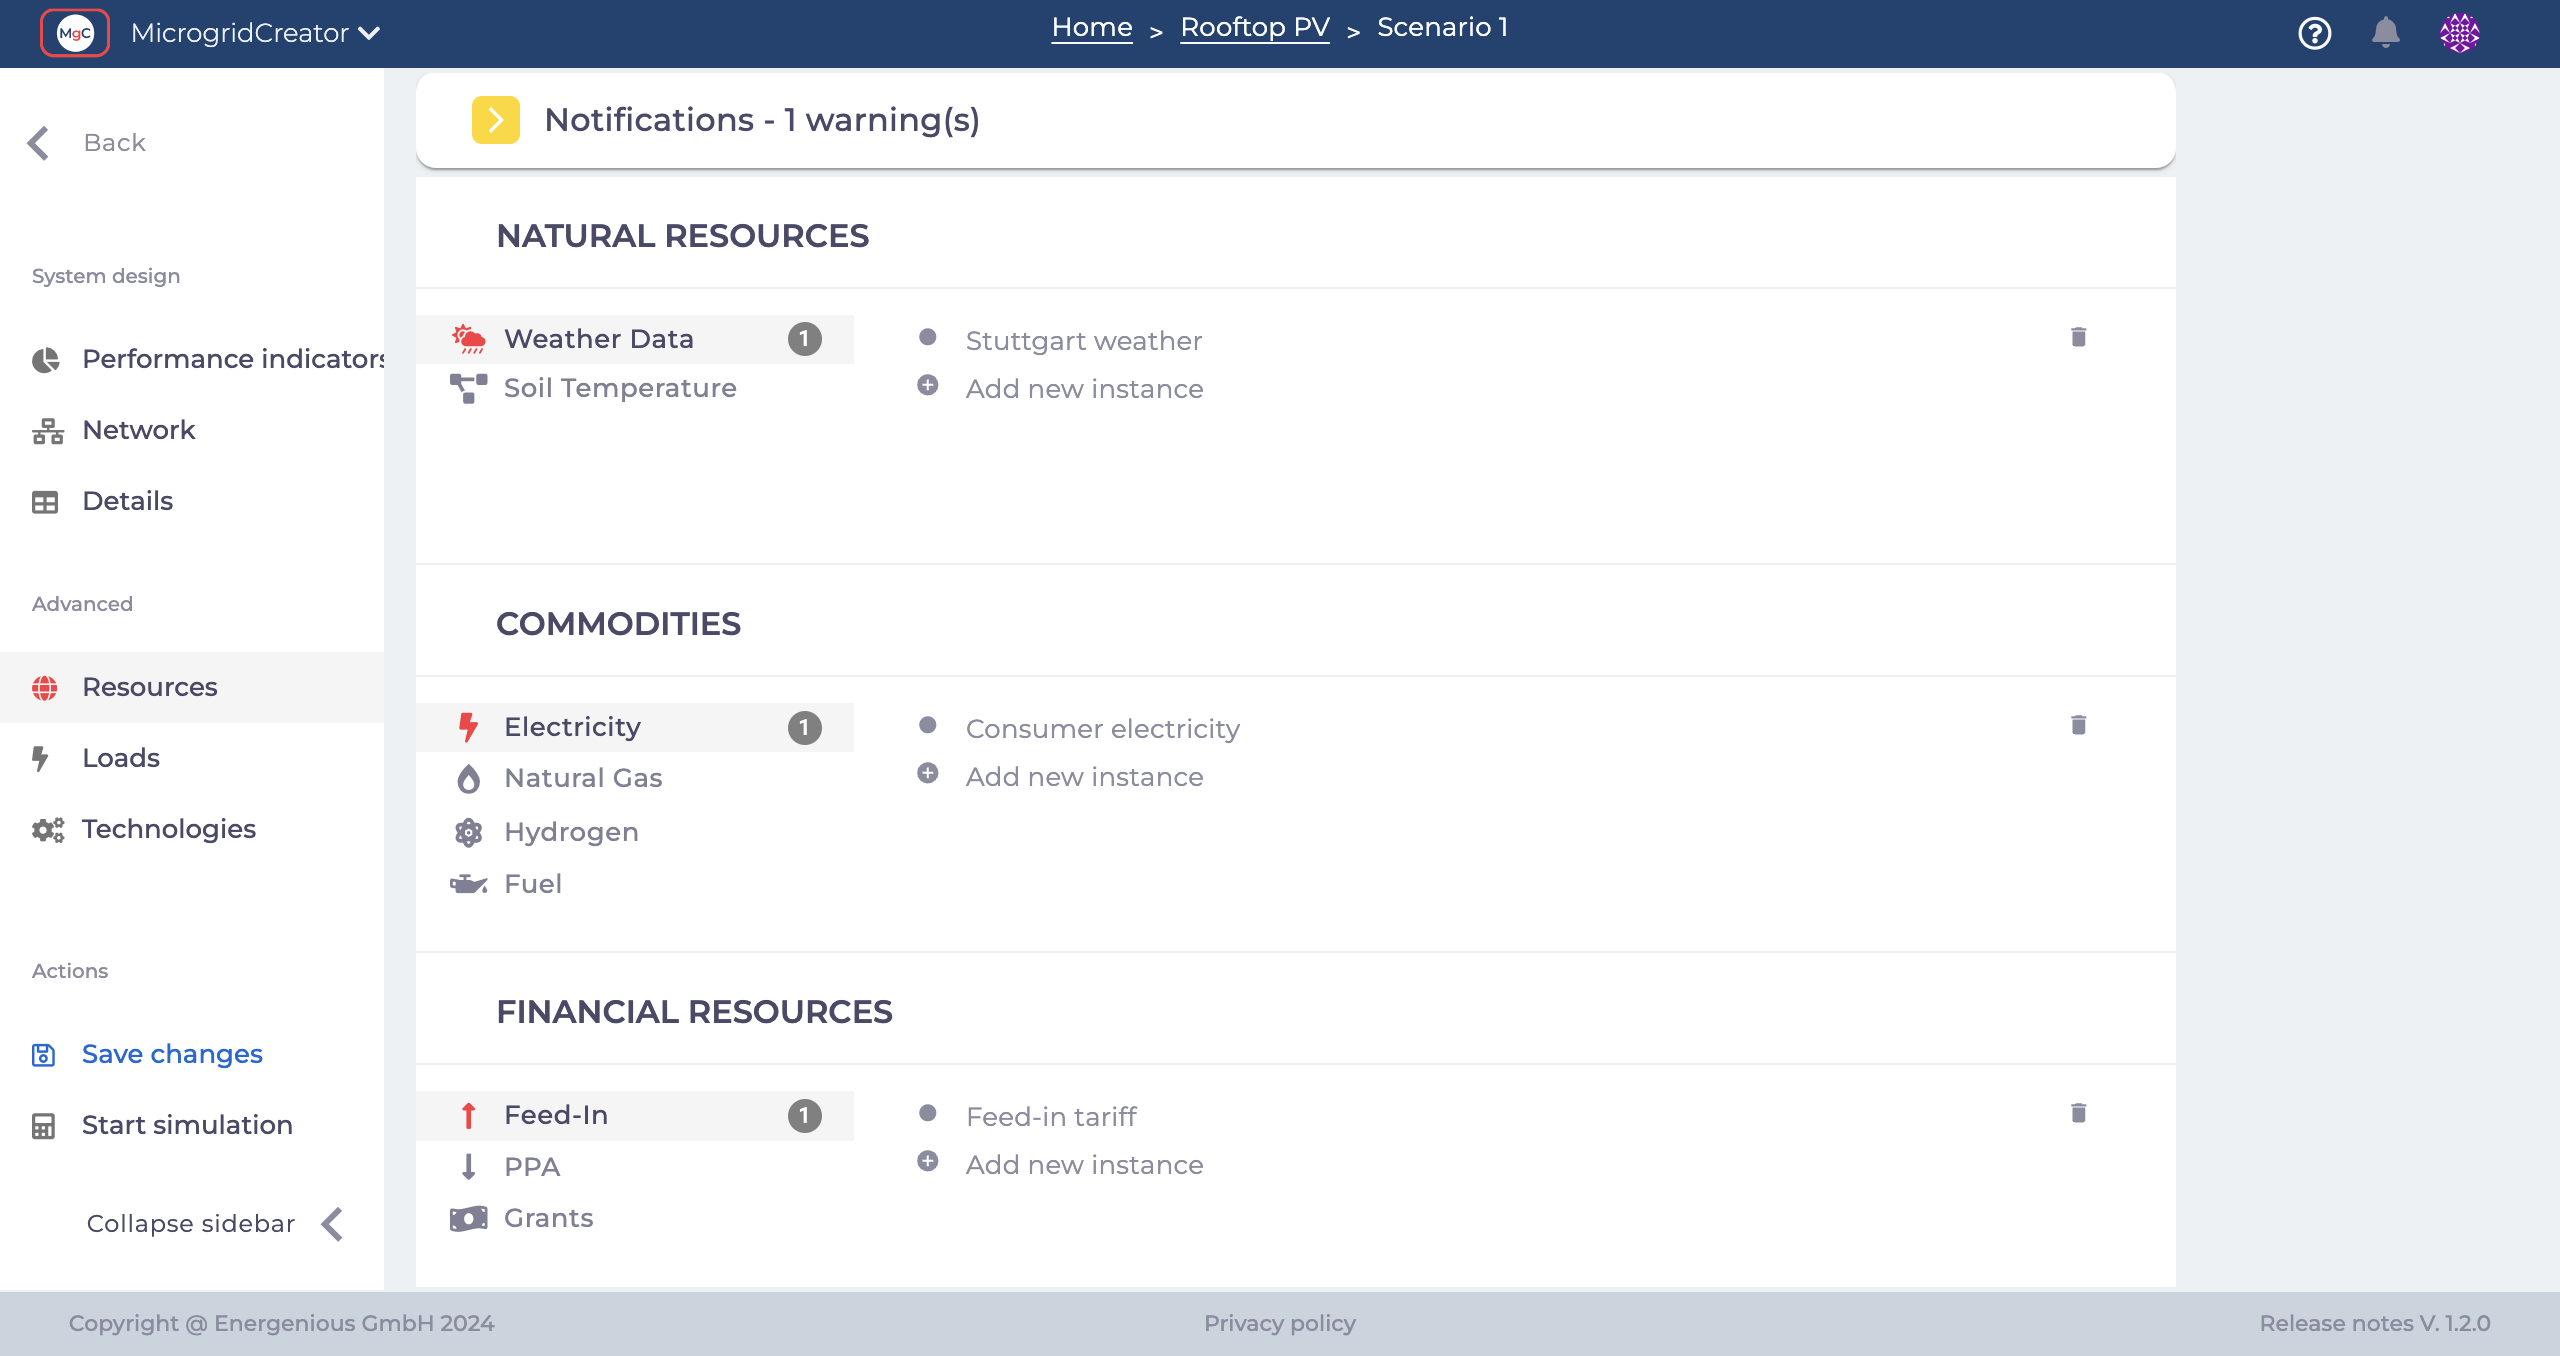 MgC MicrogridCreator
Home > Rooftop PV > Scenario 1
Back
System design
Performance indicators
Network
Details
Advanced
Resources
Loads
Technologies
Actions
Save changes
Start simulation
Collapse sidebar
Notifications - 1 warning(s)
NATURAL RESOURCES
Weather Data 1
Soil Temperature
Stuttgart weather
Add new instance
COMMODITIES
Electricity 1
Natural Gas
Hydrogen
Fuel
Consumer electricity
Add new instance
FINANCIAL RESOURCES
Feed-In 1
PPA
Grants
Feed-in tariff
Add new instance
Copyright @ Energenious GmbH 2024
Privacy policy
Release notes V. 1.2.0